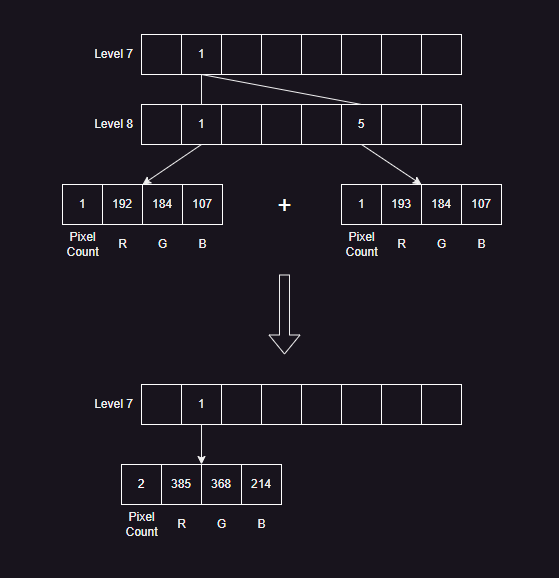 Level 7 1
Level 8 1 5
1 192 184 107 + 1 193 184 107
Pixel Count R G B Pixel Count R G B
Level 7 1
2 385 368 214
Pixel Count R G B